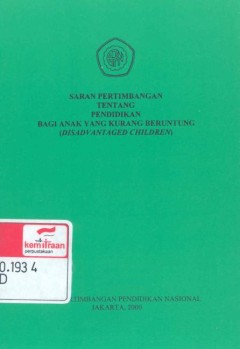 SARAN PERTIMBANGAN
TENTANG
PENDIDIKAN
BAGI ANAK YANG KURANG BERUNTUNG
(DISADVANTAGED CHILDREN)
kemitraan
perpustakaan
0.193 4
D
TIMBANGAN PENDIDIKAN NASIONAL
JAKARTA, 2000